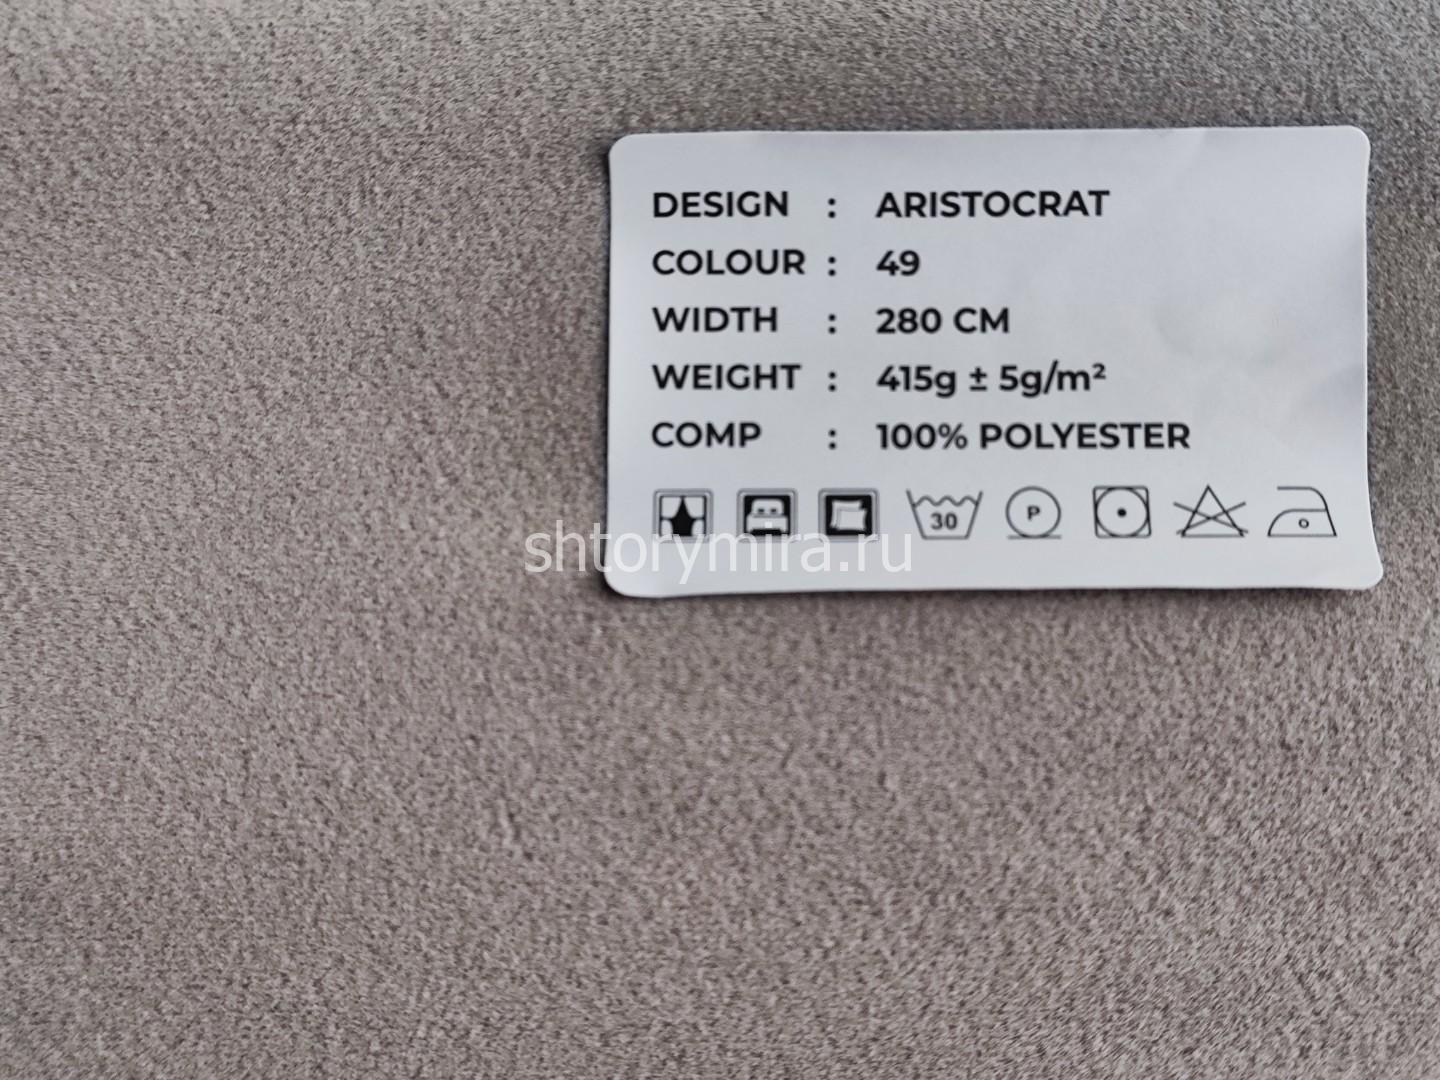 DESIGN : ARISTOCRAT
COLOUR : 49
WIDTH : 280 CM
WEIGHT : 415g ± 5g/m²
COMP : 100% POLYESTER
30 P
shtorymira.ru